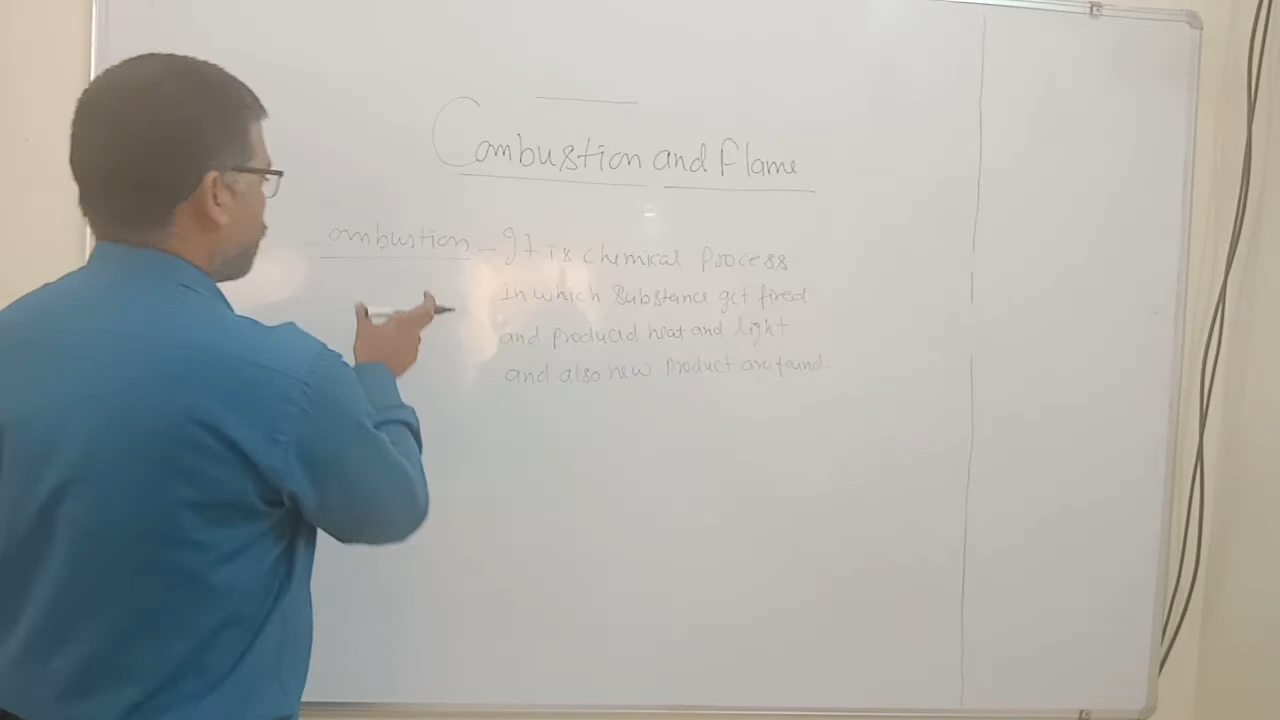 Combustion and flame
ombustion - It is chemical process
in which substance get fired
and producd heat and light
and also new product are found.